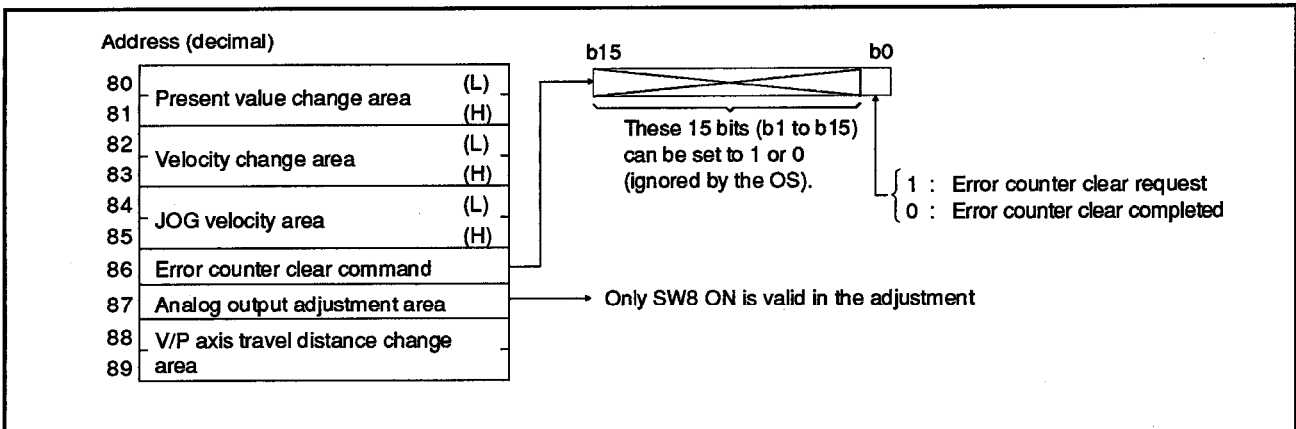 Address (decimal)
b15 b0
80 Present value change area (L)
81 (H)
82 Velocity change area (L)
83 (H)
84 JOG velocity area (L)
85 (H)
86 Error counter clear command
87 Analog output adjustment area
88 V/P axis travel distance change
89 area
These 15 bits (b1 to b15)
can be set to 1 or 0
(ignored by the OS).
1 : Error counter clear request
0 : Error counter clear completed
Only SW8 ON is valid in the adjustment